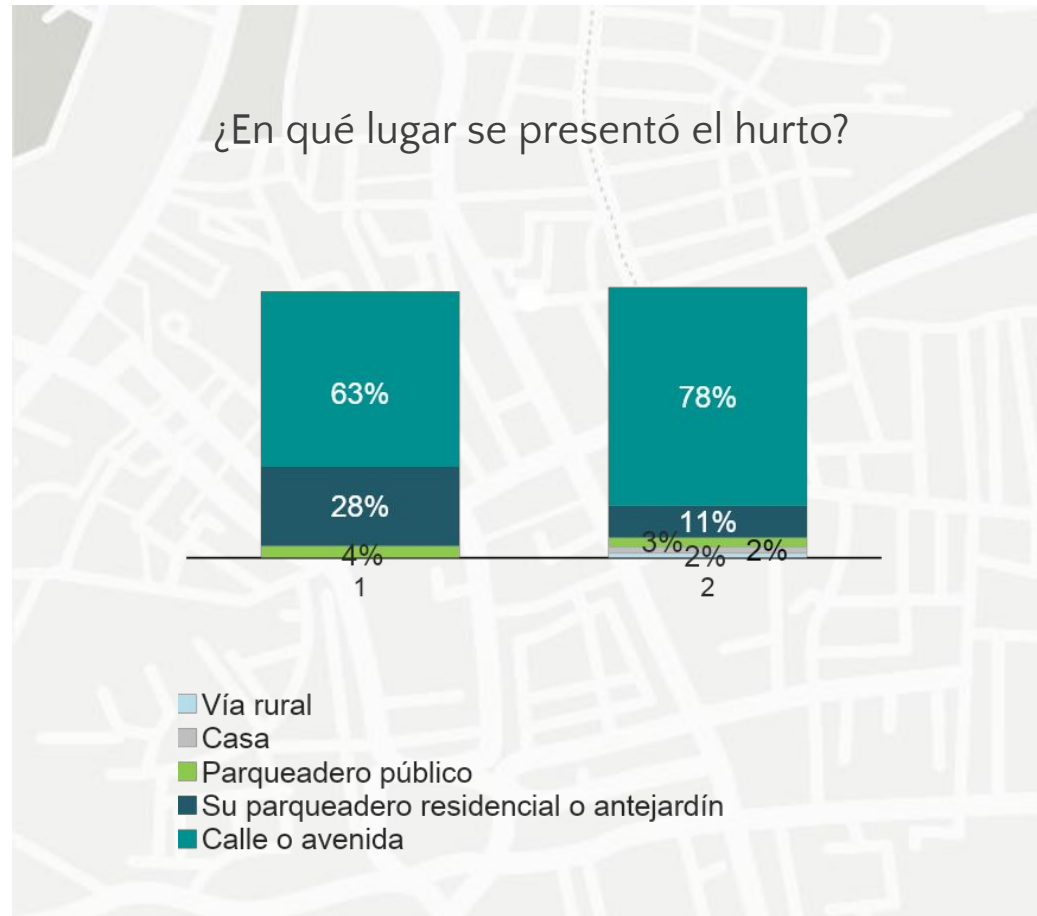 ¿En qué lugar se presentó el hurto?
63%
78%
28%
11%
4%
3%
2%
2%
1
2
Vía rural
Casa
Parqueadero público
Su parqueadero residencial o antejardín
Calle o avenida